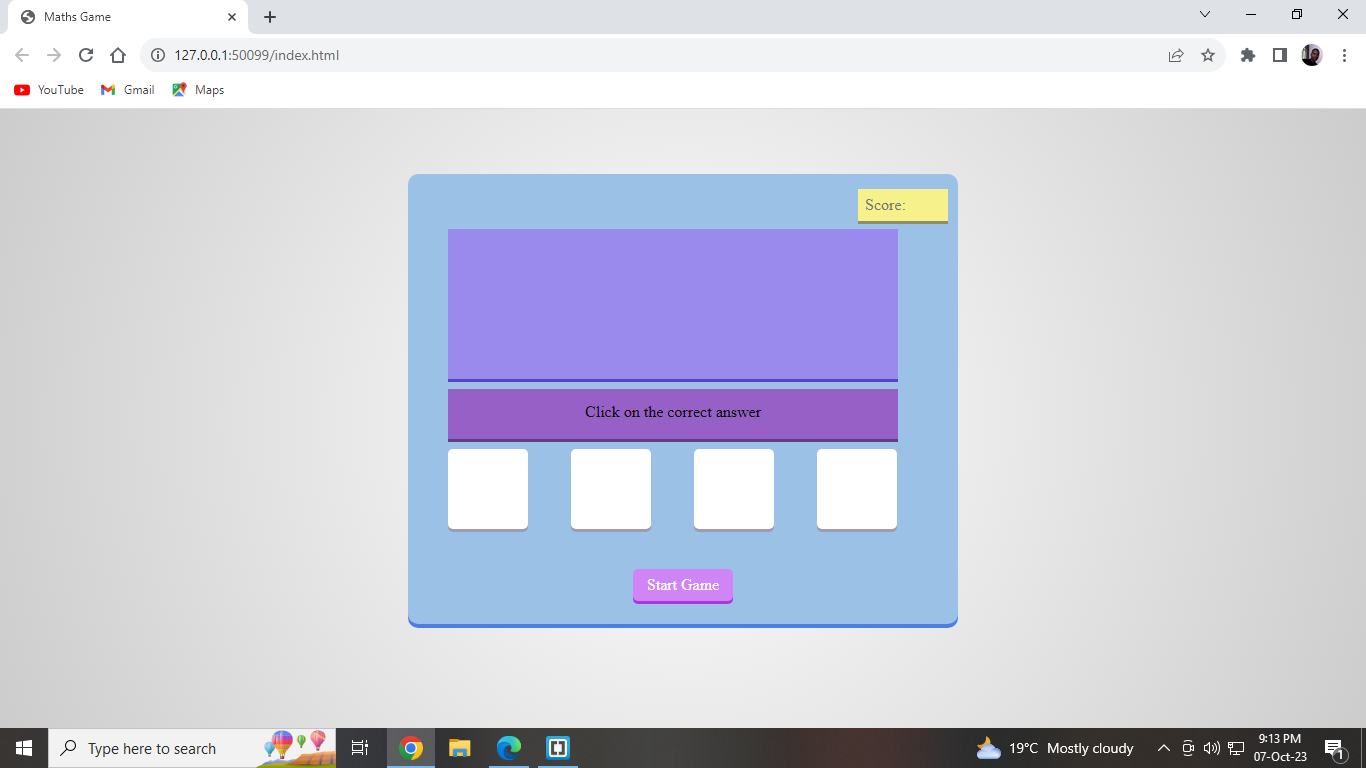 Maths Game
127.0.0.1:50099/index.html
YouTube
Gmail
Maps
Score:
Click on the correct answer
Start Game
Type here to search
19°C Mostly cloudy
9:13 PM
07-Oct-23
1